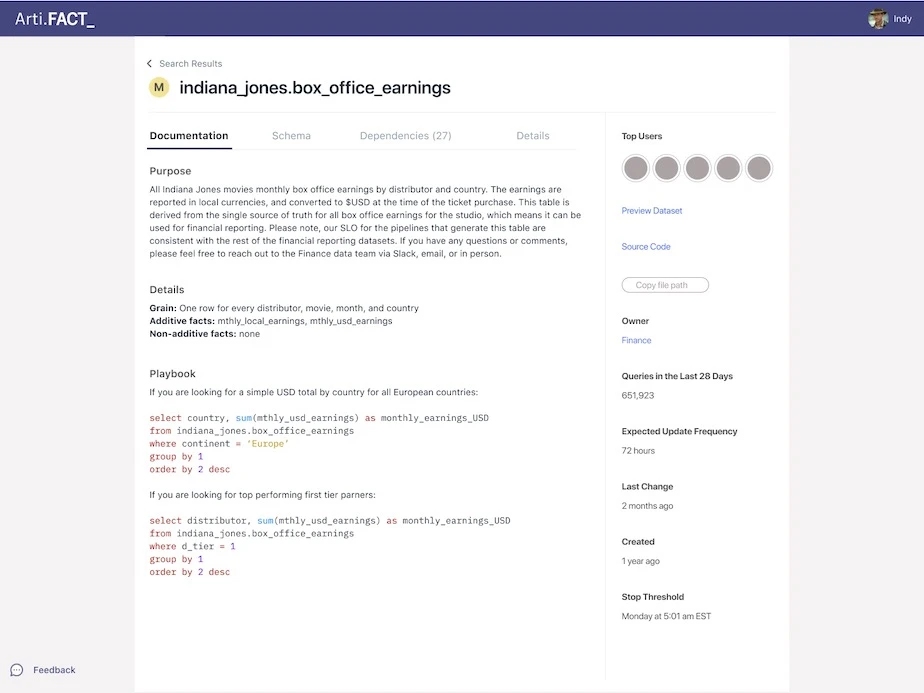 Arti.FACT_
Indy
Search Results
M
indiana_jones.box_office_earnings
Documentation
Schema
Dependencies (27)
Details
Purpose
All Indiana Jones movies monthly box office earnings by distributor and country. The earnings are
reported in local currencies, and converted to $USD at the time of the ticket purchase. This table is
derived from the single source of truth for all box office earnings for the studio, which means it can be
used for financial reporting. Please note, our SLO for the pipelines that generate this table are
consistent with the rest of the financial reporting datasets. If you have any questions or comments,
please feel free to reach out to the Finance data team via Slack, email, or in person.
Details
Grain: One row for every distributor, movie, month, and country
Additive facts: mthly_local_earnings, mthly_usd_earnings
Non-additive facts: none
Playbook
If you are looking for a simple USD total by country for all European countries:
select country, sum(mthly_usd_earnings) as monthly_earnings_USD
from indiana_jones.box_office_earnings
where continent = ‘Europe’
group by 1
order by 2 desc
If you are looking for top performing first tier parners:
select distributor, sum(mthly_usd_earnings) as monthly_earnings_USD
from indiana_jones.box_office_earnings
where d_tier = 1
group by 1
order by 2 desc
Top Users
Preview Dataset
Source Code
Copy file path
Owner
Finance
Queries in the Last 28 Days
651,923
Expected Update Frequency
72 hours
Last Change
2 months ago
Created
1 year ago
Stop Threshold
Monday at 5:01 am EST
Feedback